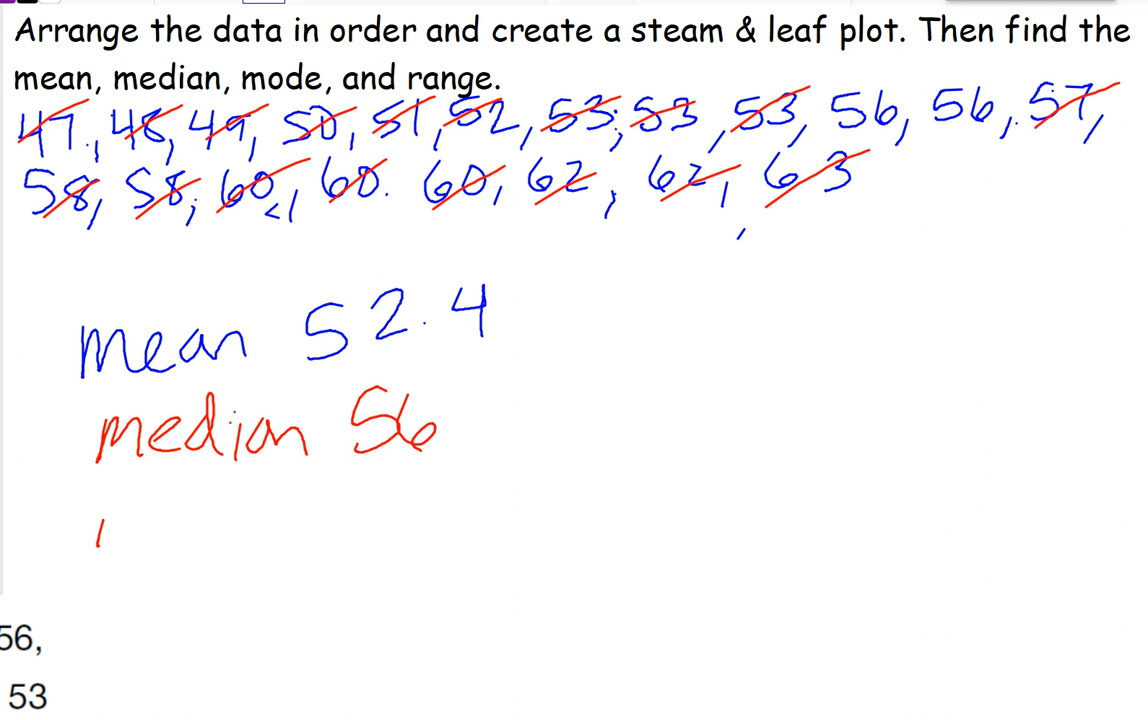 Arrange the data in order and create a steam & leaf plot. Then find the
mean, median, mode, and range.
47, 48, 49, 50, 51, 52, 53, 53, 53, 56, 56, 57,
58, 58, 60, 60, 60, 62, 62, 63
mean 52.4
median 56
56,
53